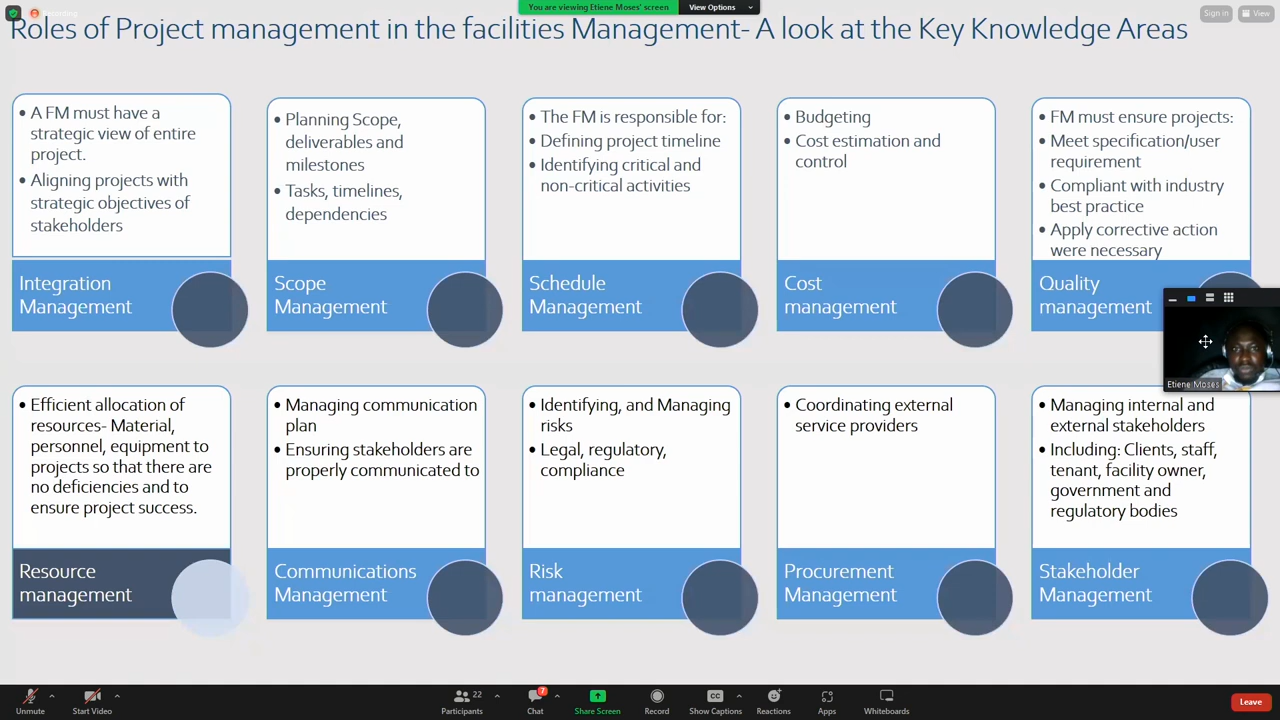 Recording
You are viewing Etiene Moses' screen
View Options
Sign in
View
Roles of Project management in the facilities Management- A look at the Key Knowledge Areas
• A FM must have a
strategic view of entire
project.
• Aligning projects with
strategic objectives of
stakeholders
Integration
Management
• Planning Scope,
deliverables and
milestones
• Tasks, timelines,
dependencies
Scope
Management
• The FM is responsible for:
• Defining project timeline
• Identifying critical and
non-critical activities
Schedule
Management
• Budgeting
• Cost estimation and
control
Cost
management
• FM must ensure projects:
• Meet specification/user
requirement
• Compliant with industry
best practice
• Apply corrective action
were necessary
Quality
management
Etiene Moses
• Efficient allocation of
resources- Material,
personnel, equipment to
projects so that there are
no deficiencies and to
ensure project success.
Resource
management
• Managing communication
plan
• Ensuring stakeholders are
properly communicated to
Communications
Management
• Identifying, and Managing
risks
• Legal, regulatory,
compliance
Risk
management
• Coordinating external
service providers
Procurement
Management
• Managing internal and
external stakeholders
• Including: Clients, staff,
tenant, facility owner,
government and
regulatory bodies
Stakeholder
Management
Unmute
Start Video
22
Participants
7
Chat
Share Screen
Record
CC
Show Captions
Reactions
Apps
Whiteboards
Leave